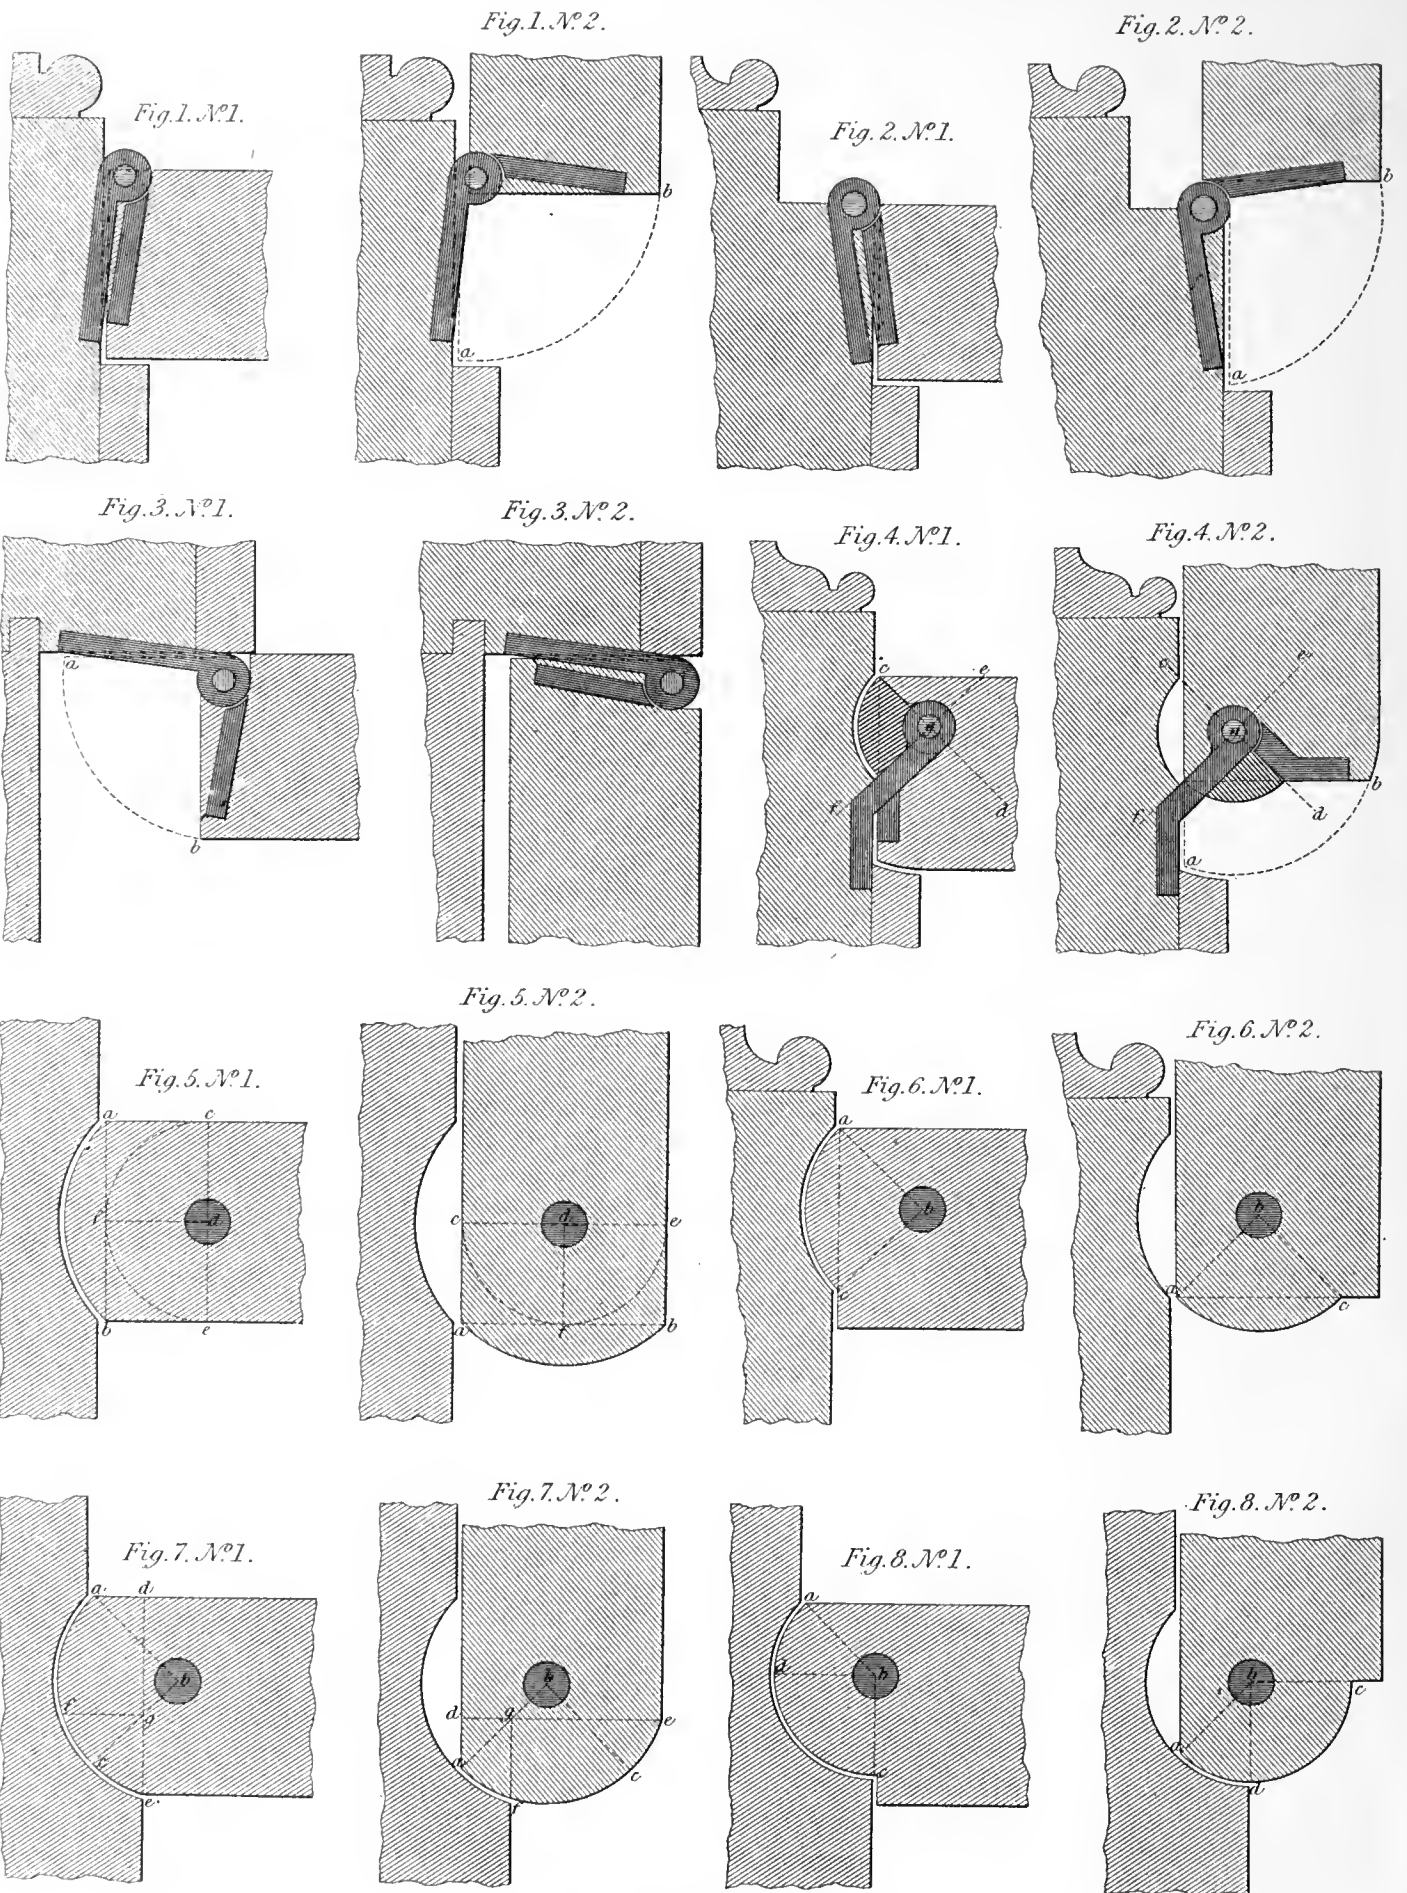 Fig. 1. Nº 2.
Fig. 2. Nº 2.
Fig. 1. Nº 1.
Fig. 2. Nº 1.
b
b
a
a
Fig. 3. Nº 1.
Fig. 3. Nº 2.
Fig. 4. Nº 1.
Fig. 4. Nº 2.
a
b
c
e
f
d
c
e
f
d
a
b
Fig. 5. Nº 2.
Fig. 6. Nº 2.
Fig. 5. Nº 1.
Fig. 6. Nº 1.
a
c
f
d
b
e
c
d
e
a
f
b
a
b
c
b
a
c
Fig. 7. Nº 2.
Fig. 8. Nº 2.
Fig. 7. Nº 1.
Fig. 8. Nº 1.
a
d
b
f
g
c
e
b
d
g
e
a
c
f
a
d
b
c
b
c
a
d